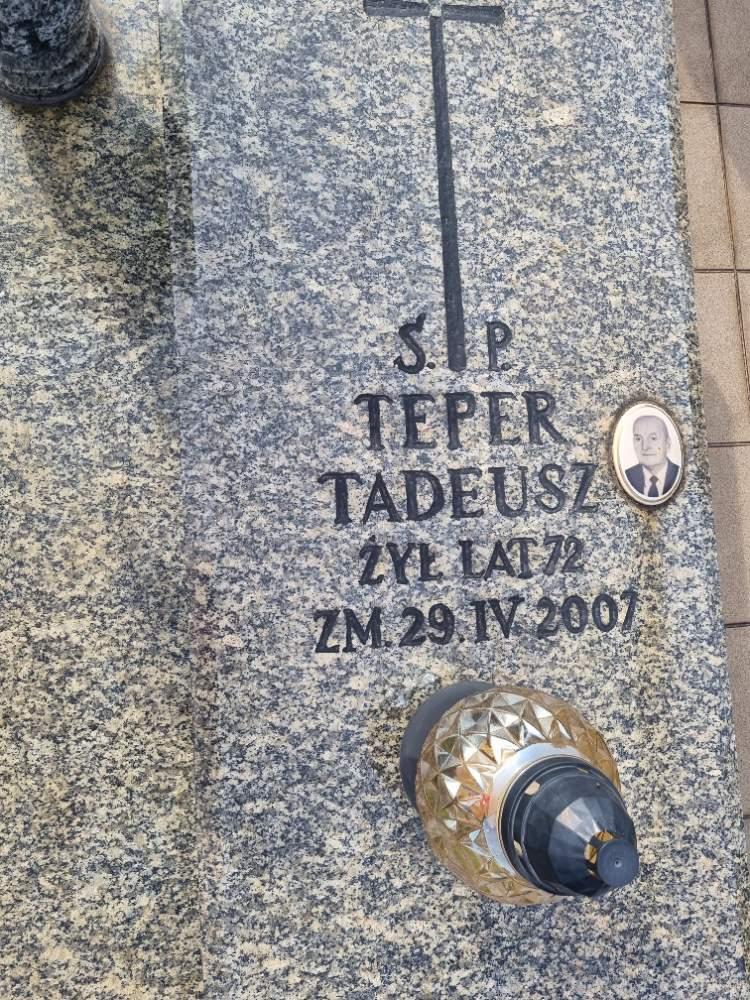 Ś. P.
TEPER
TADEUSZ
ŻYŁ LAT 72
ZM. 29. IV 2007